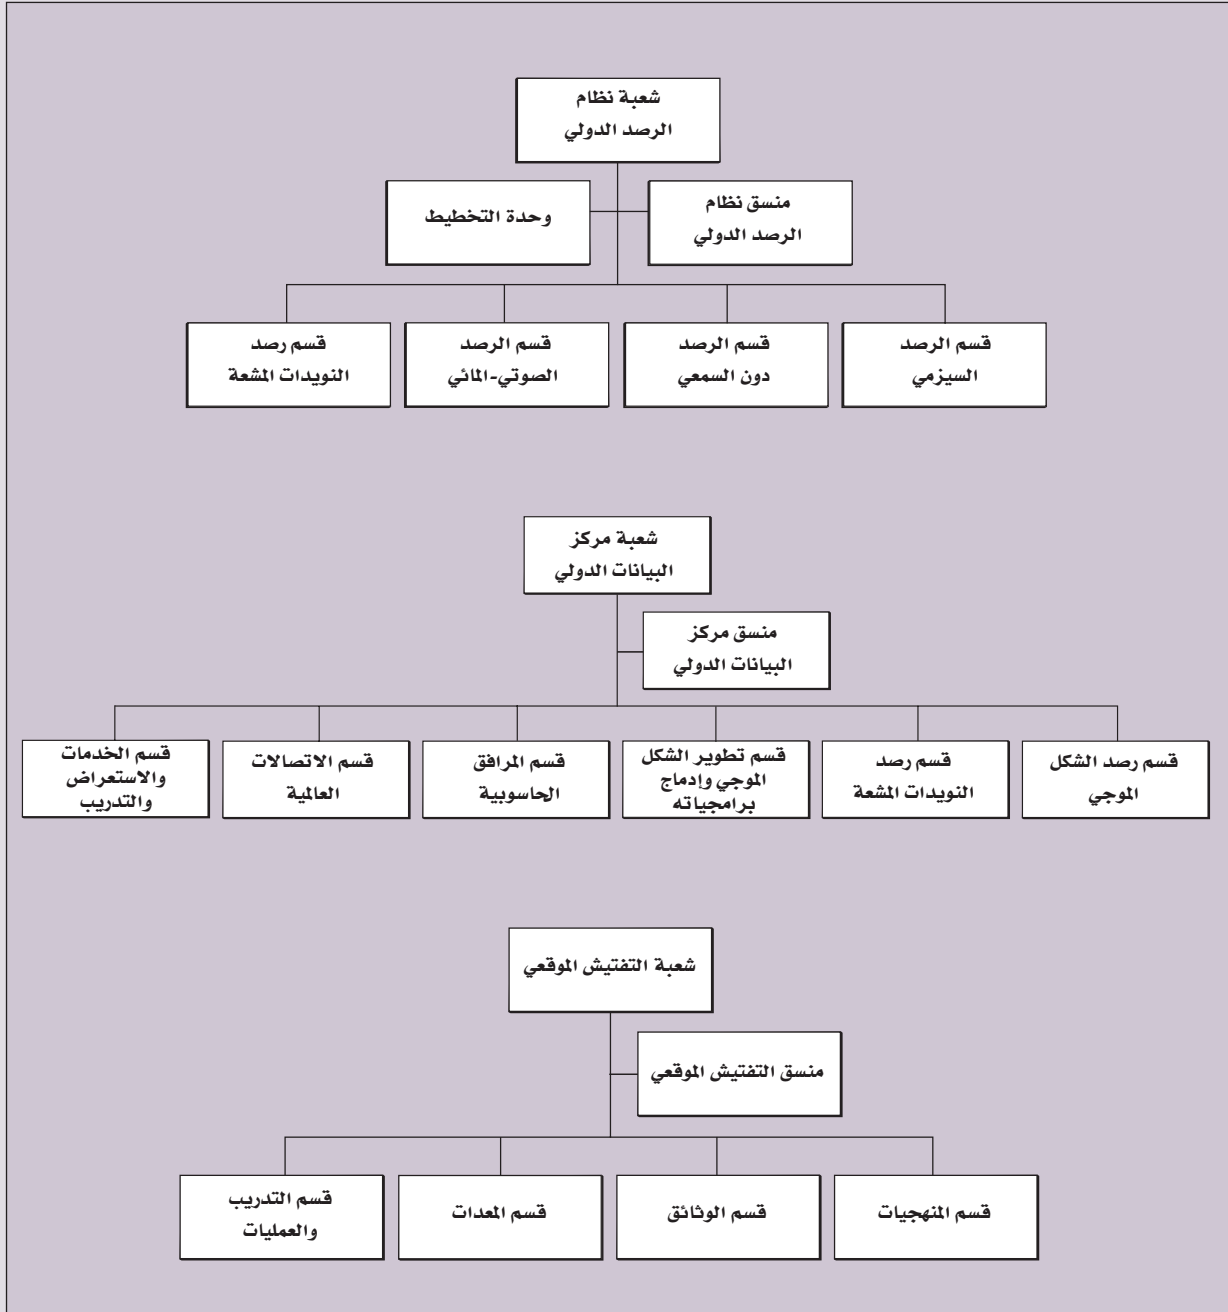 شعبة نظام
الرصد الدولي
منسق نظام
الرصد الدولي
وحدة التخطيط
قسم الرصد
السيزمي
قسم الرصد
دون السمعي
قسم الرصد
الصوتي-المائي
قسم رصد
النويدات المشعة
شعبة مركز
البيانات الدولي
منسق مركز
البيانات الدولي
قسم رصد الشكل
الموجي
قسم رصد
النويدات المشعة
قسم تطوير الشكل
الموجي وإدماج
برامجياته
قسم المرافق
الحاسوبية
قسم الاتصالات
العالمية
قسم الخدمات
والاستعراض
والتدريب
شعبة التفتيش الموقعي
منسق التفتيش الموقعي
قسم المنهجيات
قسم الوثائق
قسم المعدات
قسم التدريب
والعمليات